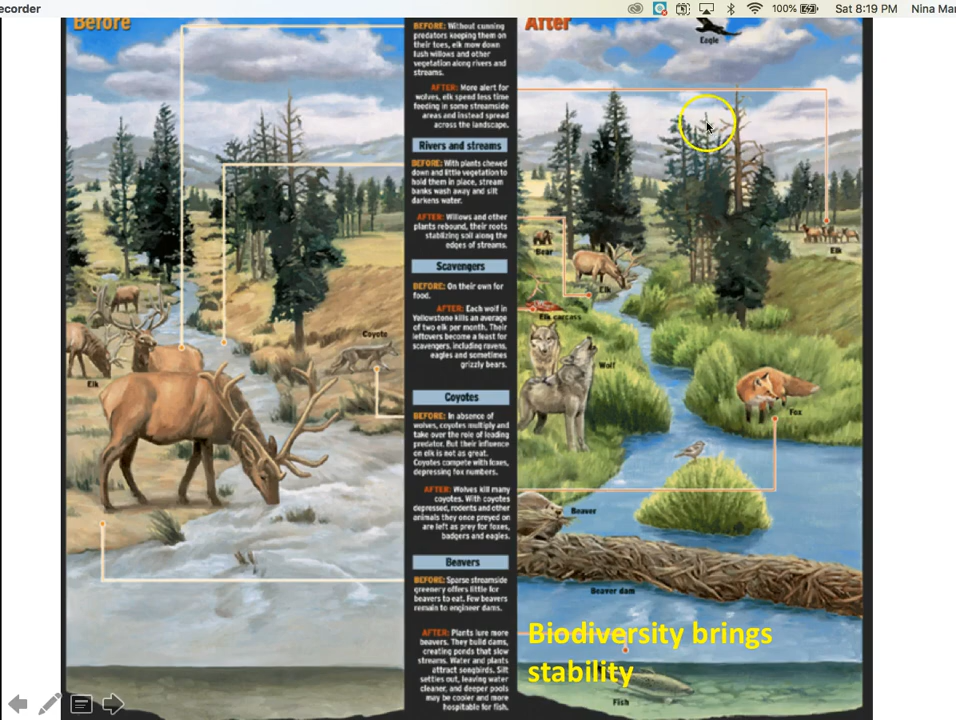 ecorder
100%
Sat 8:19 PM
Nina Mar
Before
Elk
Coyote
BEFORE: Without cunning
predators keeping them on
their toes, elk mow down
lush willows and other
vegetation along rivers and
streams.
AFTER: More alert for
wolves, elk spend less time
feeding in some streamside
areas and instead spread
across the landscape.
Rivers and streams
BEFORE: With plants chewed
down and little vegetation to
hold them in place, stream
banks wash away and silt
darkens water.
AFTER: Willows and other
plants rebound, their roots
stabilizing soil along the
edges of streams.
Scavengers
BEFORE: On their own for
food.
AFTER: Each wolf in
Yellowstone kills an average
of two elk per month. Their
leftovers become a feast for
scavengers, including ravens,
eagles and sometimes
grizzly bears.
Coyotes
BEFORE: In absence of
wolves, coyotes multiply and
take over the role of leading
predator. But their influence
on elk is not as great.
Coyotes compete with foxes,
depressing fox numbers.
AFTER: Wolves kill many
coyotes. With coyotes
depressed, rodents and other
animals they once preyed on
are left as prey for foxes,
badgers and eagles.
Beavers
BEFORE: Sparse streamside
greenery offers little for
beavers to eat. Few beavers
remain to engineer dams.
AFTER: Plants lure more
beavers. They build dams,
creating ponds that slow
streams. Water and plants
attract songbirds. Silt
settles out, leaving water
cleaner, and deeper pools
may be cooler and more
hospitable for fish.
After
Eagle
Bear
Elk
Elk
Elk carcass
Wolf
Fox
Beaver
Beaver dam
Biodiversity brings
stability
Fish